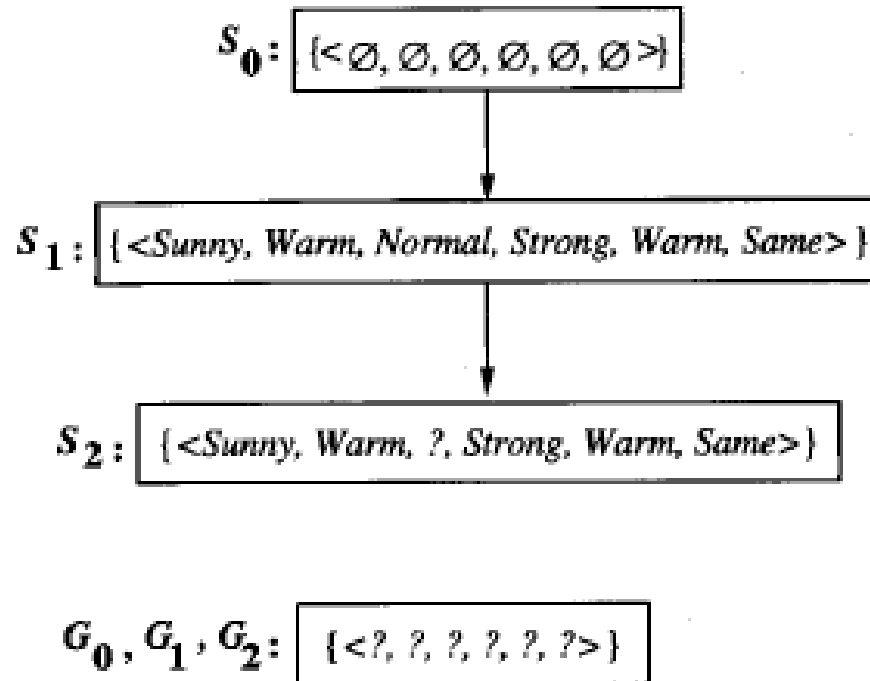 S0: {<∅, ∅, ∅, ∅, ∅, ∅>}
S1: {<Sunny, Warm, Normal, Strong, Warm, Same>}
S2: {<Sunny, Warm, ?, Strong, Warm, Same>}
G0, G1, G2: {<?, ?, ?, ?, ?, ?>}